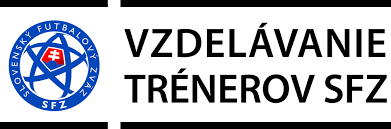 SLOVENSKÝ FUTBALOVÝ ZVÄZ
SFZ
VZDELÁVANIE
TRÉNEROV SFZ